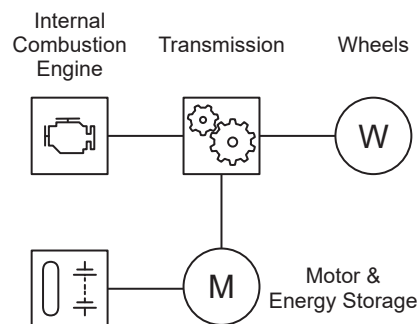 Internal
Combustion
Engine
Transmission
Wheels
W
M
Motor &
Energy Storage